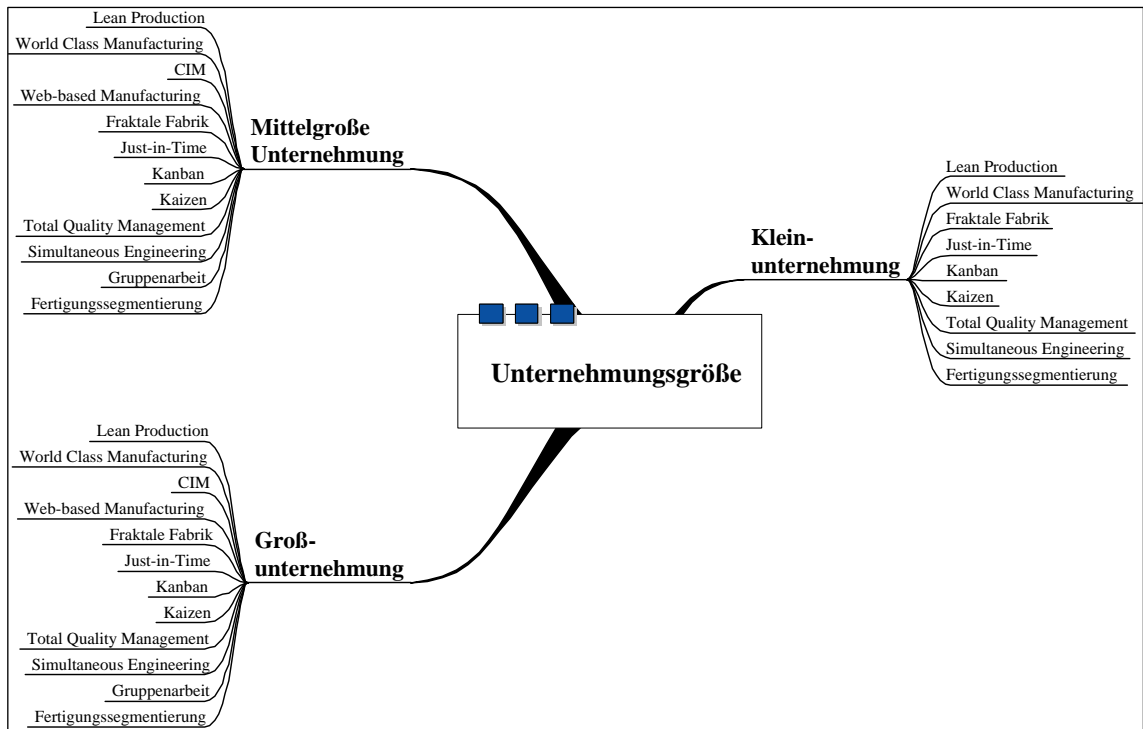 Lean Production
World Class Manufacturing
CIM
Web-based Manufacturing
Fraktale Fabrik
Just-in-Time
Kanban
Kaizen
Total Quality Management
Simultaneous Engineering
Gruppenarbeit
Fertigungssegmentierung
Mittelgroße
Unternehmung
Klein-
unternehmung
Lean Production
World Class Manufacturing
Fraktale Fabrik
Just-in-Time
Kanban
Kaizen
Total Quality Management
Simultaneous Engineering
Fertigungssegmentierung
Unternehmungsgröße
Lean Production
World Class Manufacturing
CIM
Web-based Manufacturing
Fraktale Fabrik
Just-in-Time
Kanban
Kaizen
Total Quality Management
Simultaneous Engineering
Gruppenarbeit
Fertigungssegmentierung
Groß-
unternehmung